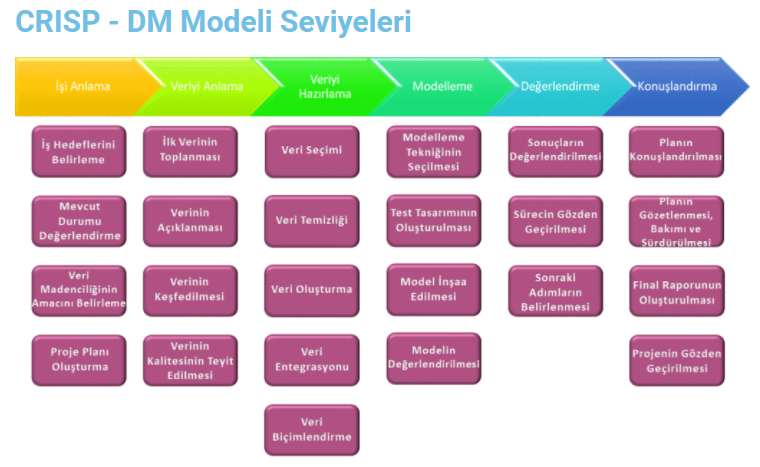 CRISP - DM Modeli Seviyeleri
İşi Anlama
Veriyi Anlama
Veriyi
Hazırlama
Modelleme
Değerlendirme
Konuşlandırma
İş Hedeflerini
Belirleme
Mevcut
Durumu
Değerlendirme
Veri
Madenciliğinin
Amacını Belirleme
Proje Planı
Oluşturma
İlk Verinin
Toplanması
Verinin
Açıklanması
Verinin
Keşfedilmesi
Verinin
Kalitesinin Teyit
Edilmesi
Veri Seçimi
Veri Temizliği
Veri Oluşturma
Veri
Entegrasyonu
Veri
Biçimlendirme
Modelleme
Tekniğinin
Seçilmesi
Test Tasarımının
Oluşturulması
Model İnşaa
Edilmesi
Modelin
Değerlendirilmesi
Sonuçların
Değerlendirilmesi
Sürecin Gözden
Geçirilmesi
Sonraki
Adımların
Belirlenmesi
Planın
Konuşlandırılması
Planın
Gözetlenmesi,
Bakımı ve
Sürdürülmesi
Final Raporunun
Oluşturulması
Projenin Gözden
Geçirilmesi